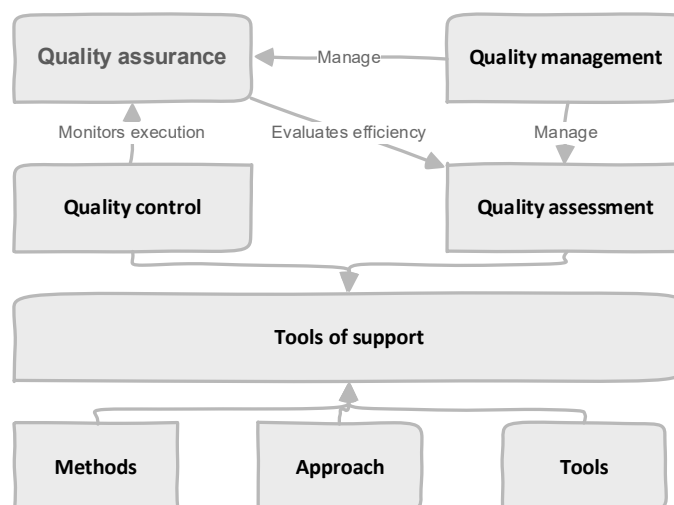 Quality assurance
Manage
Quality management
Monitors execution
Evaluates efficiency
Manage
Quality control
Quality assessment
Tools of support
Methods
Approach
Tools